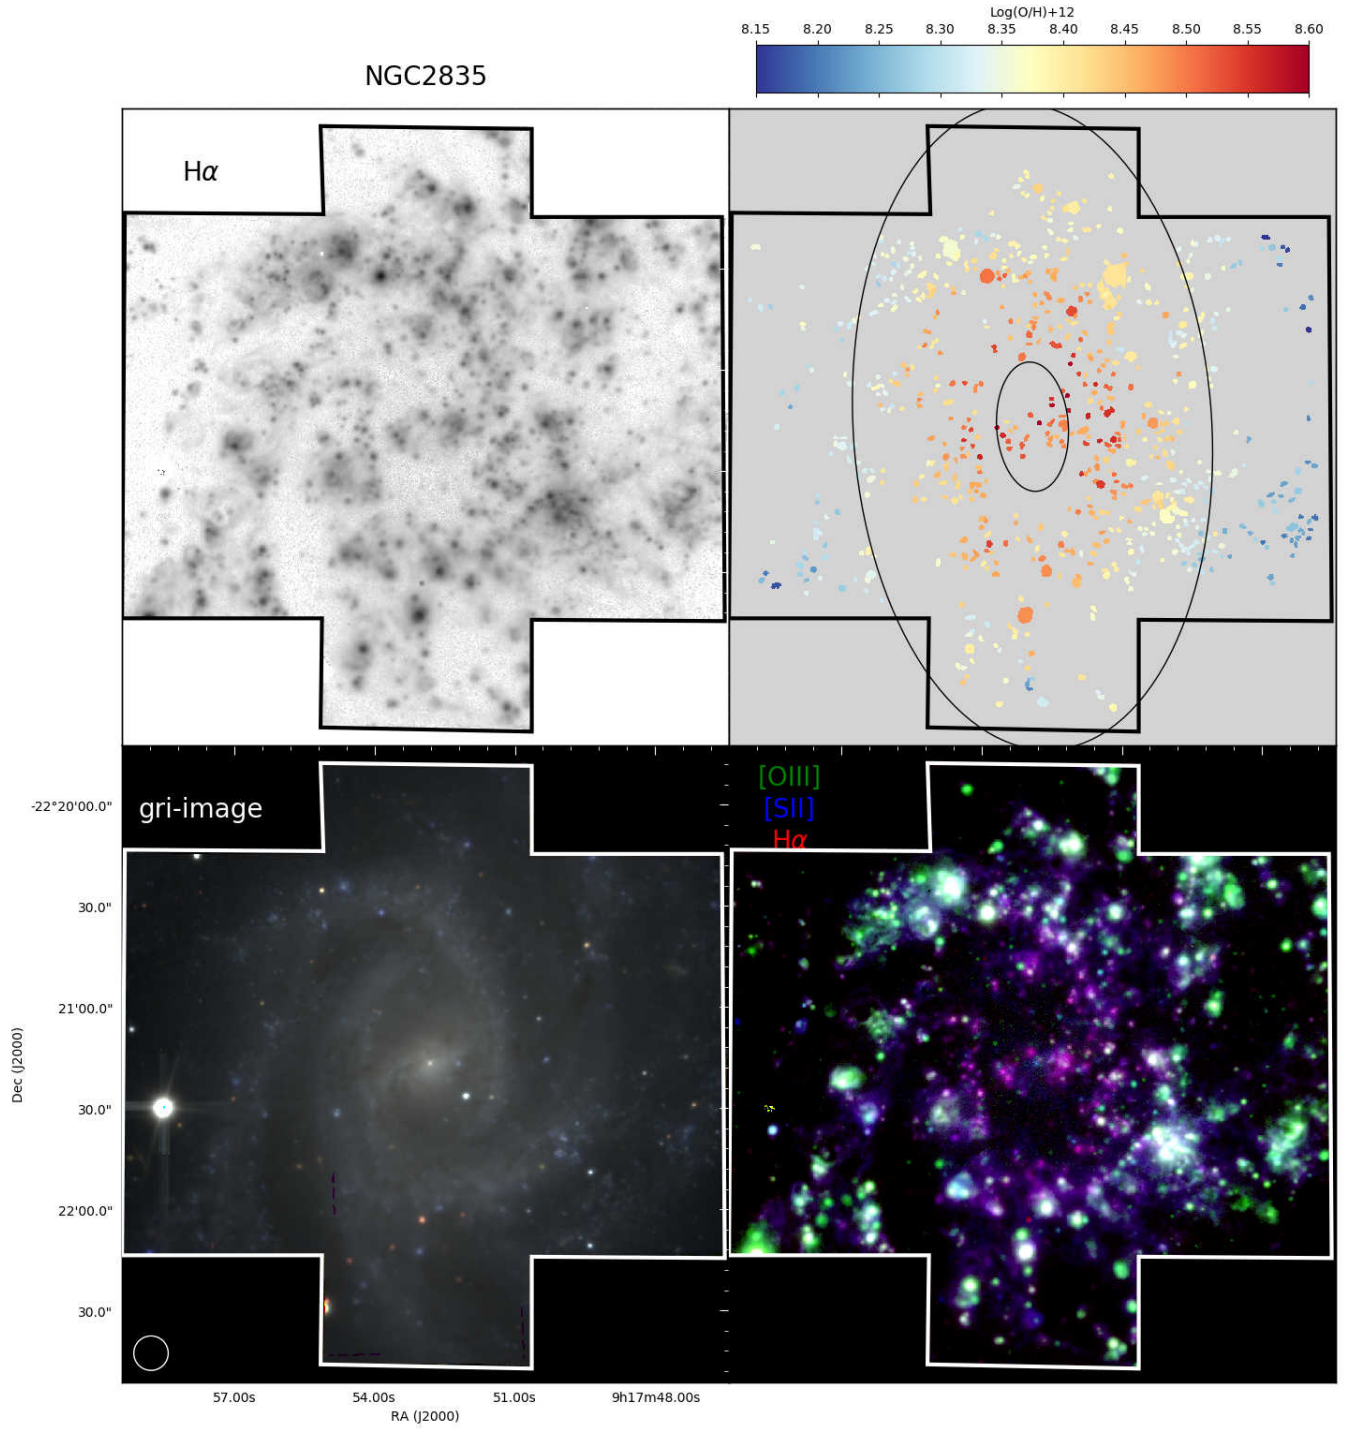 Log(O/H)+12
8.15 8.20 8.25 8.30 8.35 8.40 8.45 8.50 8.55 8.60
NGC2835
Hα
gri-image
[OIII]
[SII]
Hα
-22°20'00.0"
30.0"
21'00.0"
30.0"
22'00.0"
30.0"
Dec (J2000)
57.00s 54.00s 51.00s 9h17m48.00s
RA (J2000)